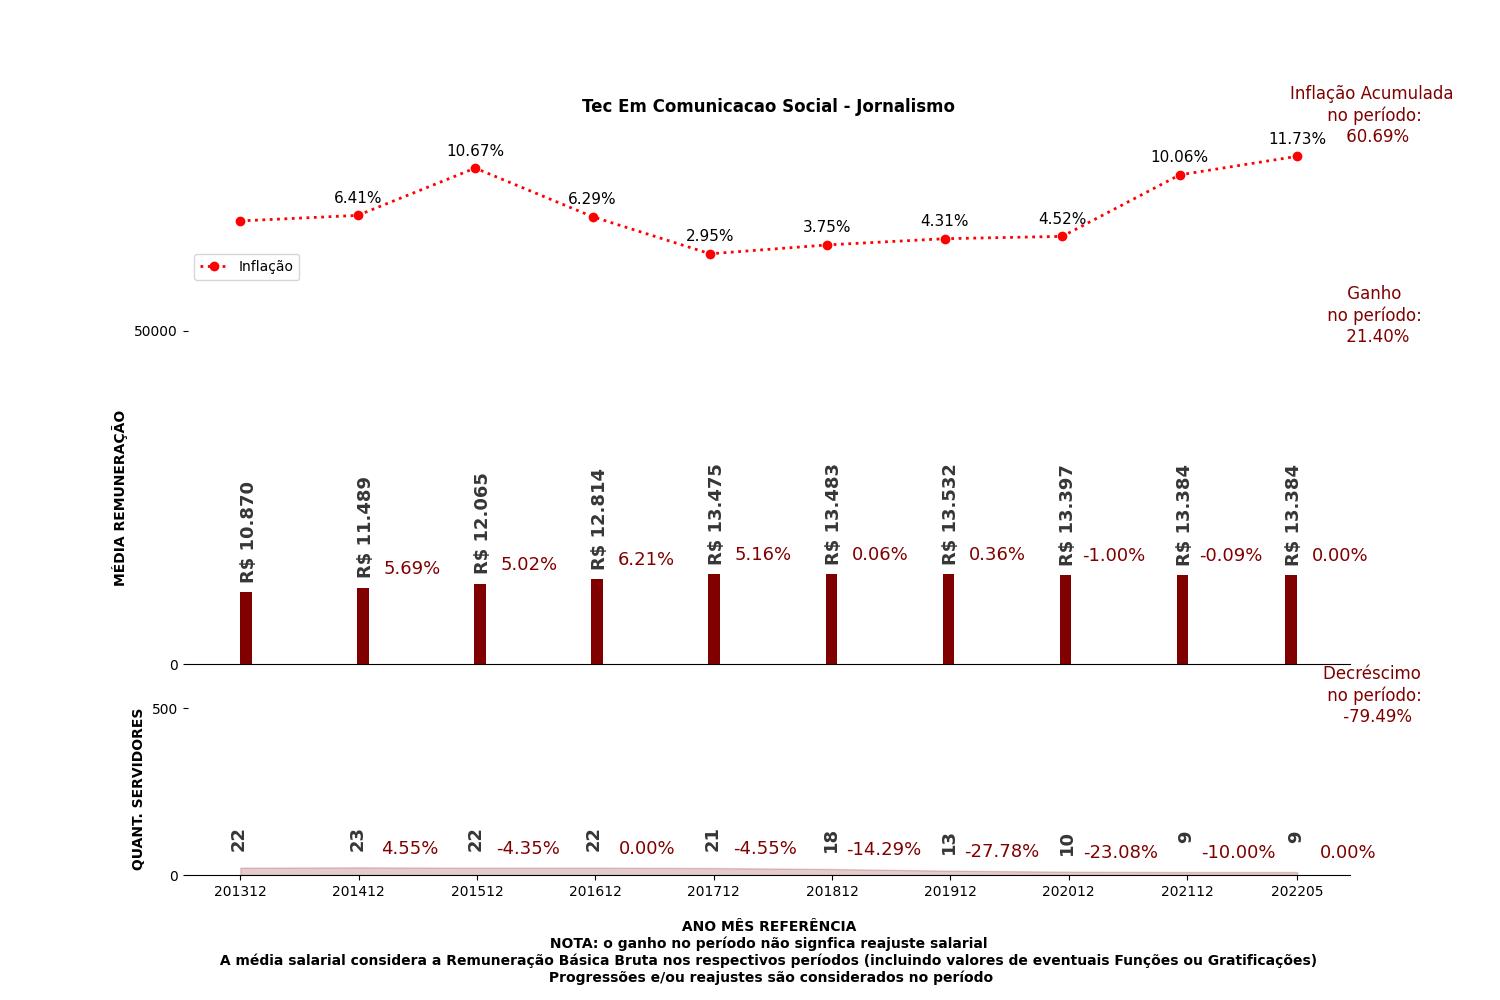 Tec Em Comunicacao Social - Jornalismo
Inflação Acumulada
no período:
60.69%
6.41%
10.67%
6.29%
2.95%
3.75%
4.31%
4.52%
10.06%
11.73%
Inflação
Ganho
no período:
21.40%
50000
0
MÉDIA REMUNERAÇÃO
R$ 10.870
R$ 11.489
R$ 12.065
R$ 12.814
R$ 13.475
R$ 13.483
R$ 13.532
R$ 13.397
R$ 13.384
R$ 13.384
5.69%
5.02%
6.21%
5.16%
0.06%
0.36%
-1.00%
-0.09%
0.00%
Decréscimo
no período:
-79.49%
500
0
QUANT. SERVIDORES
22
23
22
22
21
18
13
10
9
9
4.55%
-4.35%
0.00%
-4.55%
-14.29%
-27.78%
-23.08%
-10.00%
0.00%
201312
201412
201512
201612
201712
201812
201912
202012
202112
202205
ANO MÊS REFERÊNCIA
NOTA: o ganho no período não signfica reajuste salarial
A média salarial considera a Remuneração Básica Bruta nos respectivos períodos (incluindo valores de eventuais Funções ou Gratificações)
Progressões e/ou reajustes são considerados no período